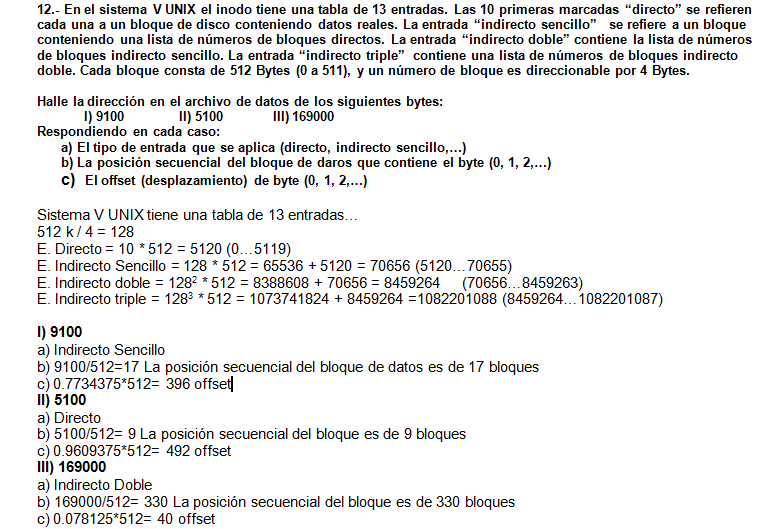 12.- En el sistema V UNIX el inodo tiene una tabla de 13 entradas. Las 10 primeras marcadas “directo” se refieren
cada una a un bloque de disco conteniendo datos reales. La entrada “indirecto sencillo” se refiere a un bloque
conteniendo una lista de números de bloques directos. La entrada “indirecto doble” contiene la lista de números
de bloques indirecto sencillo. La entrada “indirecto triple” contiene una lista de números de bloques indirecto
doble. Cada bloque consta de 512 Bytes (0 a 511), y un número de bloque es direccionable por 4 Bytes.
Halle la dirección en el archivo de datos de los siguientes bytes:
I) 9100 II) 5100 III) 169000
Respondiendo en cada caso:
a) El tipo de entrada que se aplica (directo, indirecto sencillo,...)
b) La posición secuencial del bloque de daros que contiene el byte (0, 1, 2,...)
c) El offset (desplazamiento) de byte (0, 1, 2,...)
Sistema V UNIX tiene una tabla de 13 entradas...
512 k / 4 = 128
E. Directo = 10 * 512 = 5120 (0...5119)
E. Indirecto Sencillo = 128 * 512 = 65536 + 5120 = 70656 (5120...70655)
E. Indirecto doble = 128² * 512 = 8388608 + 70656 = 8459264 (70656...8459263)
E. Indirecto triple = 128³ * 512 = 1073741824 + 8459264 =1082201088 (8459264...1082201087)
I) 9100
a) Indirecto Sencillo
b) 9100/512=17 La posición secuencial del bloque de datos es de 17 bloques
c) 0.7734375*512= 396 offset
II) 5100
a) Directo
b) 5100/512= 9 La posición secuencial del bloque es de 9 bloques
c) 0.9609375*512= 492 offset
III) 169000
a) Indirecto Doble
b) 169000/512= 330 La posición secuencial del bloque es de 330 bloques
c) 0.078125*512= 40 offset